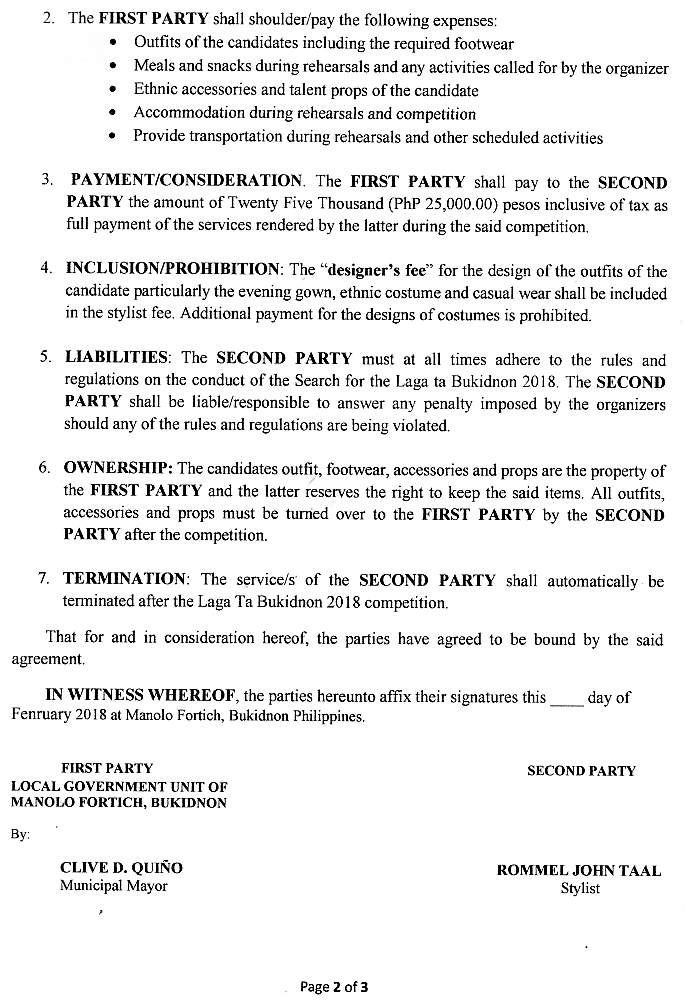 2. The FIRST PARTY shall shoulder/pay the following expenses:
• Outfits of the candidates including the required footwear
• Meals and snacks during rehearsals and any activities called for by the organizer
• Ethnic accessories and talent props of the candidate
• Accommodation during rehearsals and competition
• Provide transportation during rehearsals and other scheduled activities
3. PAYMENT/CONSIDERATION. The FIRST PARTY shall pay to the SECOND
PARTY the amount of Twenty Five Thousand (PhP 25,000.00) pesos inclusive of tax as
full payment of the services rendered by the latter during the said competition.
4. INCLUSION/PROHIBITION: The “designer’s fee” for the design of the outfits of the
candidate particularly the evening gown, ethnic costume and casual wear shall be included
in the stylist fee. Additional payment for the designs of costumes is prohibited.
5. LIABILITIES: The SECOND PARTY must at all times adhere to the rules and
regulations on the conduct of the Search for the Laga ta Bukidnon 2018. The SECOND
PARTY shall be liable/responsible to answer any penalty imposed by the organizers
should any of the rules and regulations are being violated.
6. OWNERSHIP: The candidates outfit, footwear, accessories and props are the property of
the FIRST PARTY and the latter reserves the right to keep the said items. All outfits,
accessories and props must be turned over to the FIRST PARTY by the SECOND
PARTY after the competition.
7. TERMINATION: The service/s of the SECOND PARTY shall automatically be
terminated after the Laga Ta Bukidnon 2018 competition.
That for and in consideration hereof, the parties have agreed to be bound by the said
agreement.
IN WITNESS WHEREOF, the parties hereunto affix their signatures this ____ day of
Fenruary 2018 at Manolo Fortich, Bukidnon Philippines.
FIRST PARTY
SECOND PARTY
LOCAL GOVERNMENT UNIT OF
MANOLO FORTICH, BUKIDNON
By:
CLIVE D. QUIÑO
ROMMEL JOHN TAAL
Municipal Mayor
Stylist
Page 2 of 3